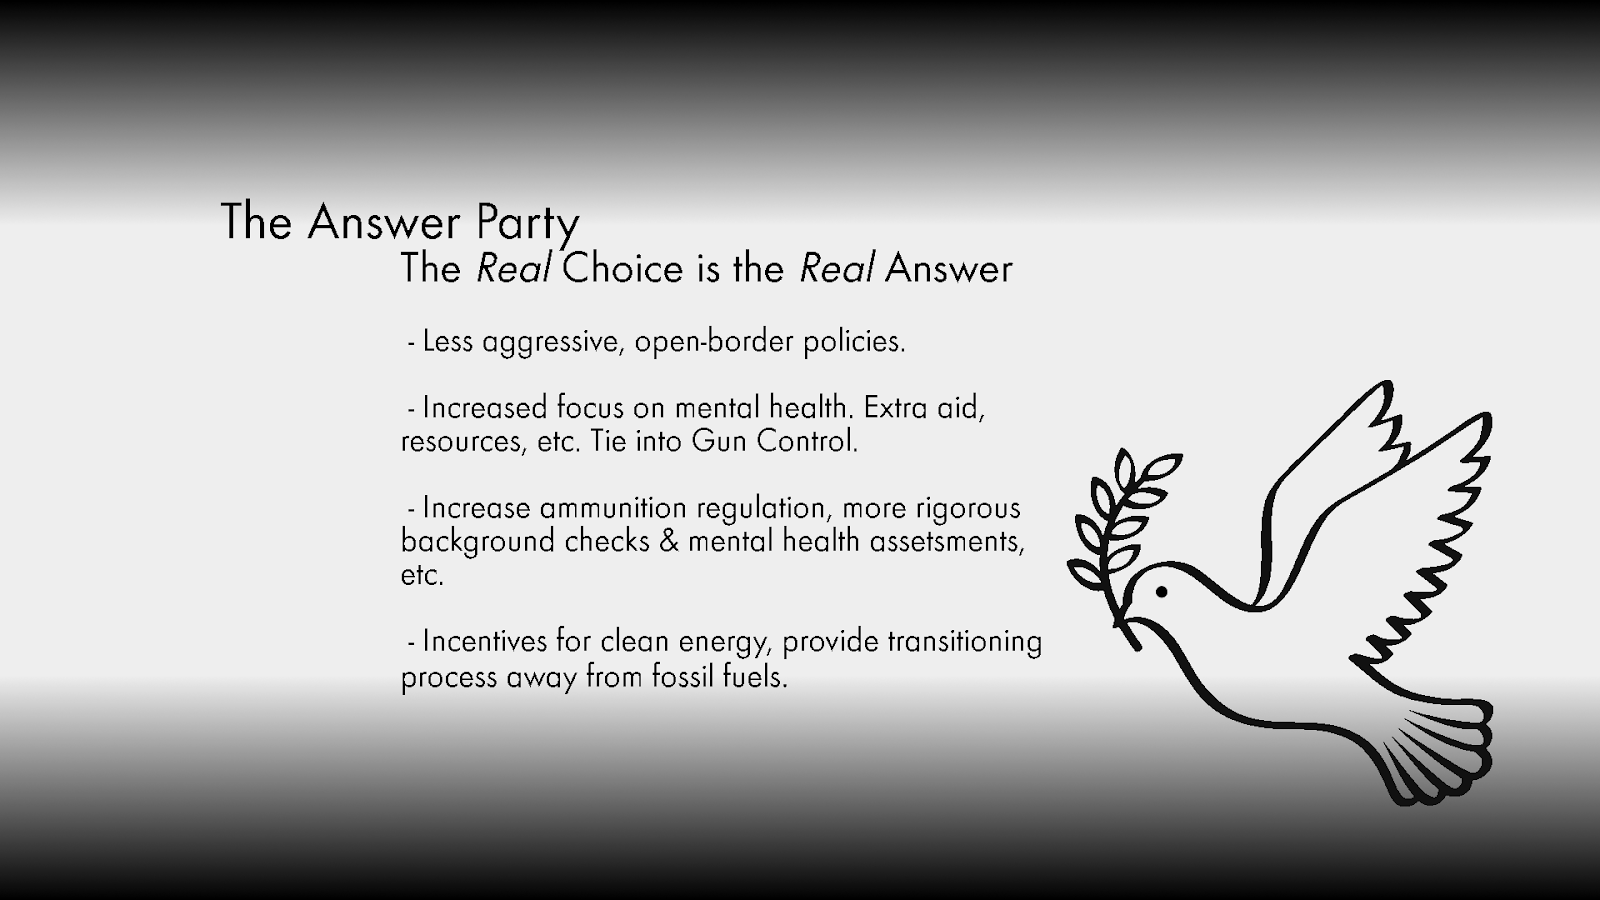 The Answer Party
The Real Choice is the Real Answer
- Less aggressive, open-border policies.
- Increased focus on mental health. Extra aid,
resources, etc. Tie into Gun Control.
- Increase ammunition regulation, more rigorous
background checks & mental health assetsments,
etc.
- Incentives for clean energy, provide transitioning
process away from fossil fuels.